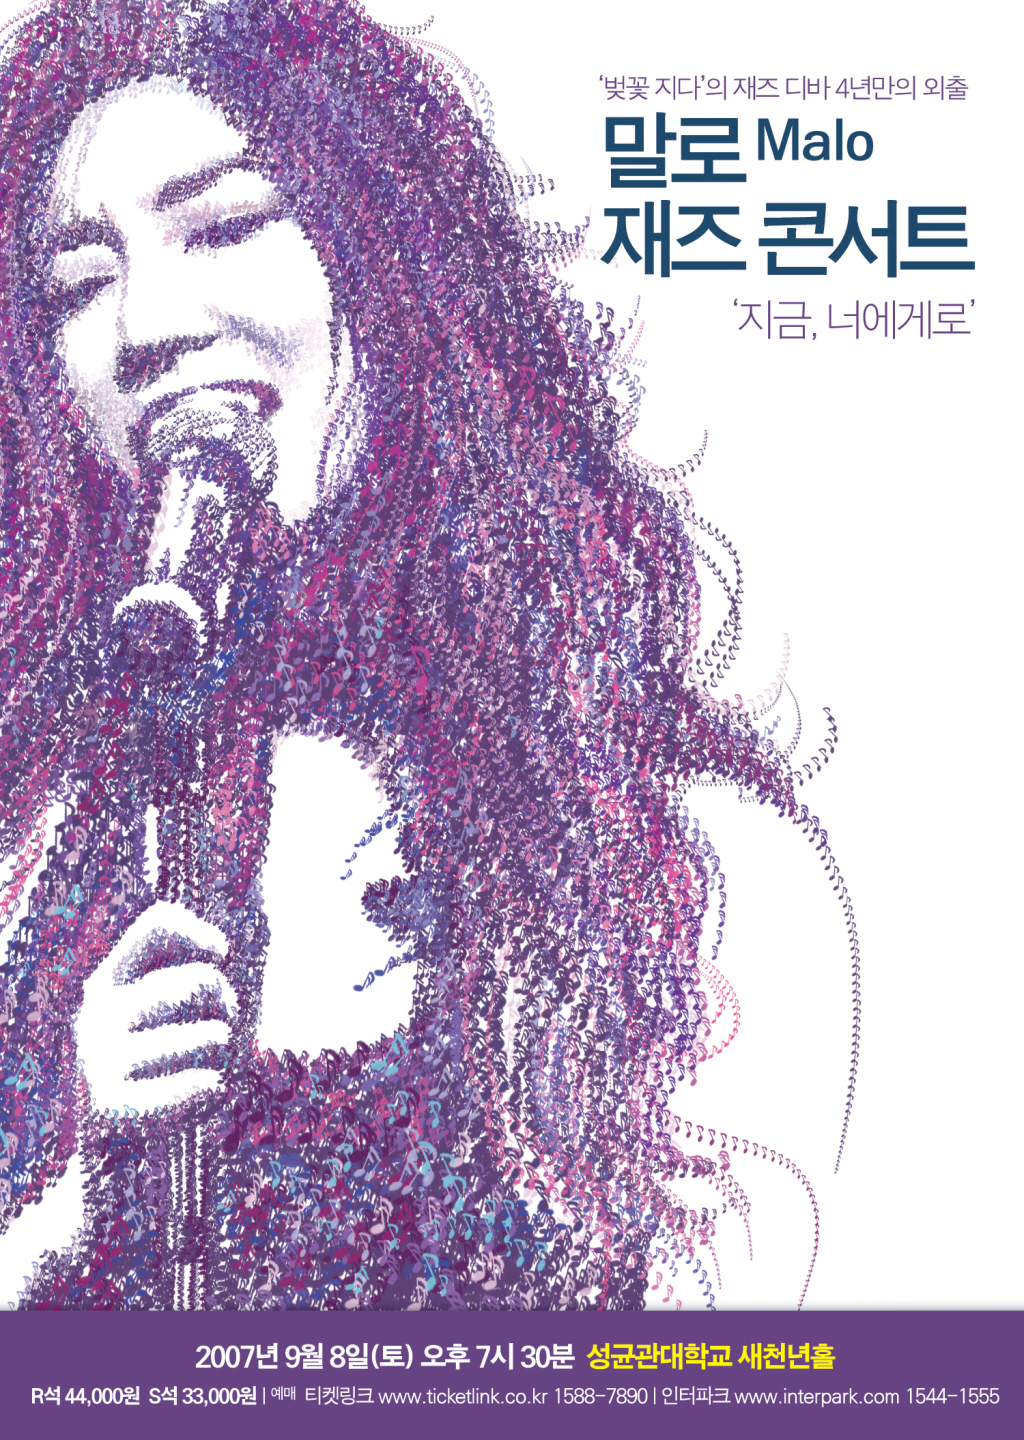 ‘벚꽃 지다’의 재즈 디바 4년만의 외출
말로 Malo
재즈 콘서트
‘지금, 너에게로’
2007년 9월 8일(토) 오후 7시 30분 성균관대학교 새천년홀
R석 44,000원 S석 33,000원 | 예매 티켓링크 www.ticketlink.co.kr 1588-7890 | 인터파크 www.interpark.com 1544-1555